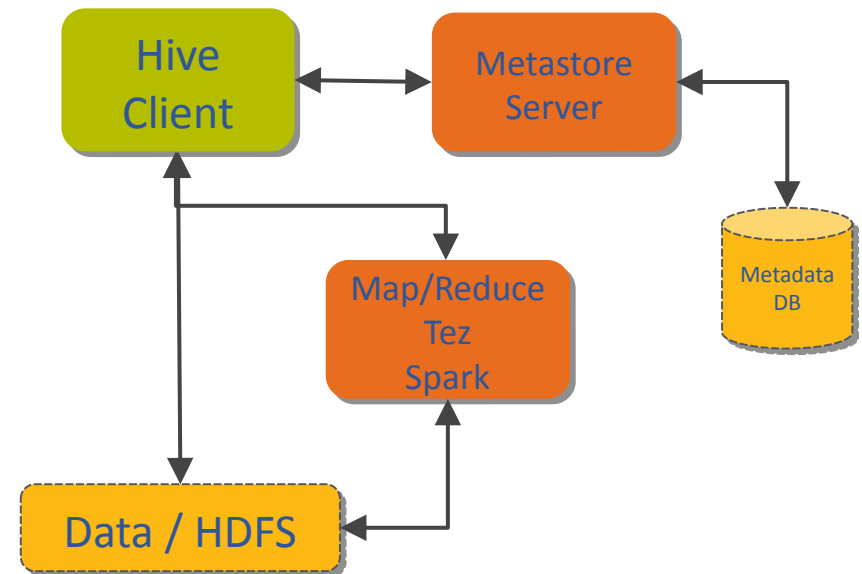 Hive
Client
Metastore
Server
Metadata
DB
Map/Reduce
Tez
Spark
Data / HDFS